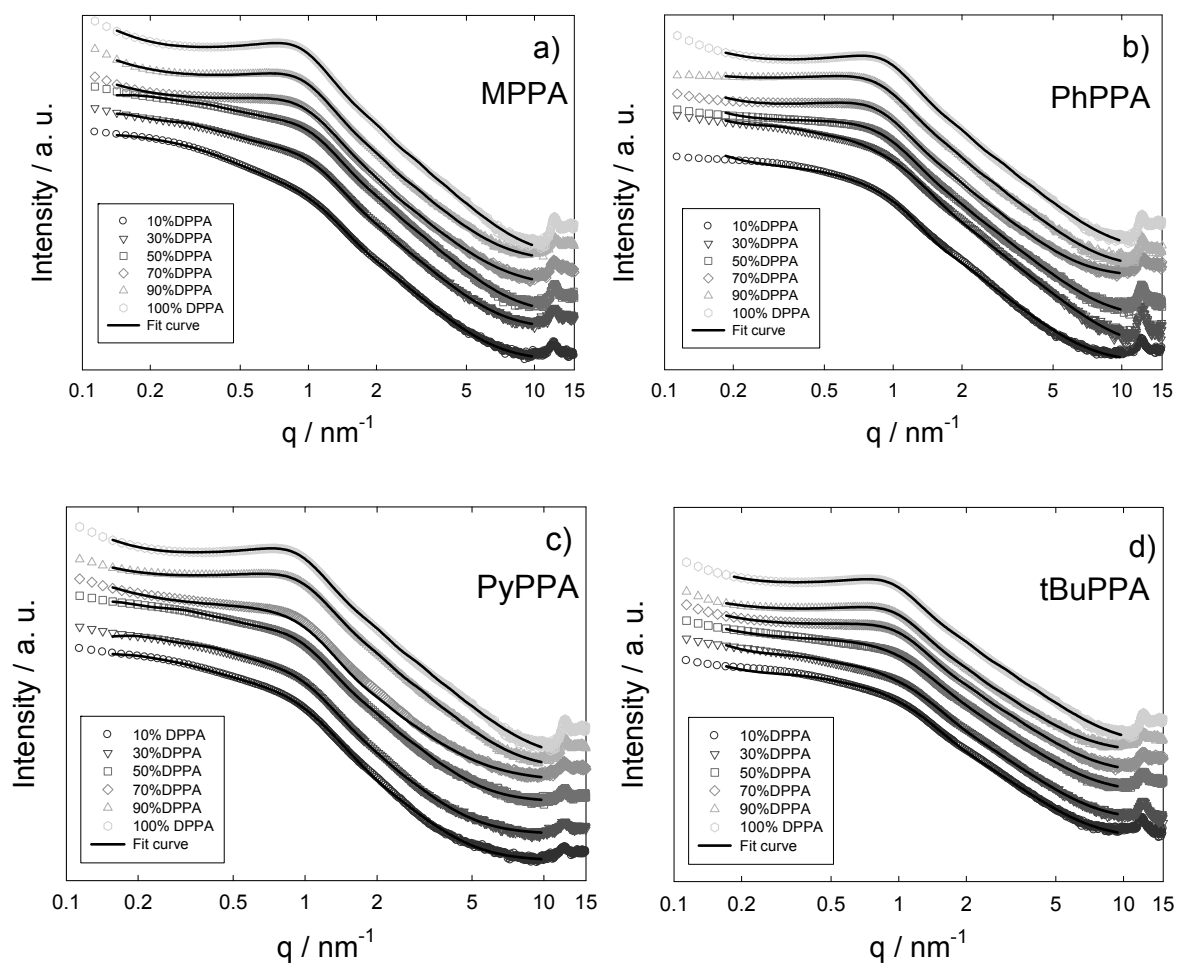 a)
MPPA
Intensity / a. u.
10%DPPA
30%DPPA
50%DPPA
70%DPPA
90%DPPA
100% DPPA
Fit curve
0.1 0.2 0.5 1 2 5 10 15
q / nm-1
b)
PhPPA
Intensity / a. u.
10%DPPA
30%DPPA
50%DPPA
70%DPPA
90%DPPA
100% DPPA
Fit curve
0.1 0.2 0.5 1 2 5 10 15
q / nm-1
c)
PyPPA
Intensity / a. u.
10% DPPA
30%DPPA
50%DPPA
70%DPPA
90%DPPA
100% DPPA
Fit curve
0.1 0.2 0.5 1 2 5 10 15
q / nm-1
d)
tBuPPA
Intensity / a. u.
10%DPPA
30%DPPA
50%DPPA
70%DPPA
90%DPPA
100% DPPA
Fit curve
0.1 0.2 0.5 1 2 5 10 15
q / nm-1